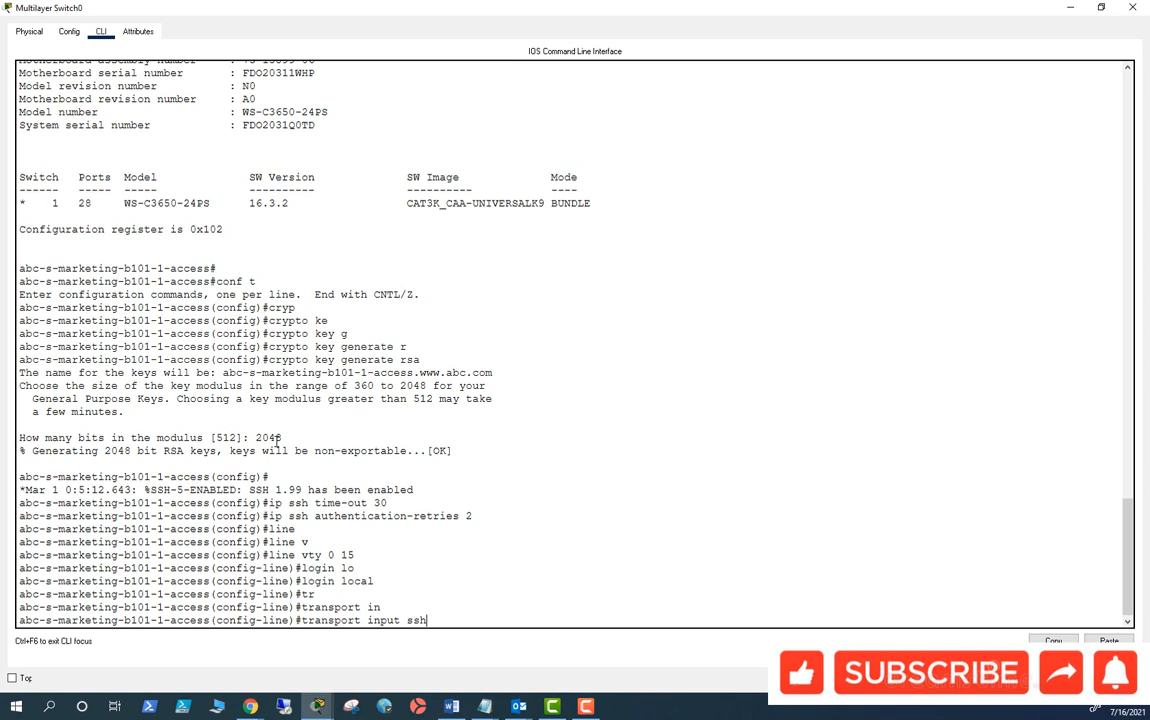 Multilayer Switch0
Physical Config CLI Attributes
IOS Command Line Interface
Motherboard serial number : FDO20311WHP
Model revision number : N0
Motherboard revision number : A0
Model number : WS-C3650-24PS
System serial number : FDO2031Q0TD
Switch Ports Model SW Version SW Image Mode
------ ----- ----- ---------- ---------- ----
* 1 28 WS-C3650-24PS 16.3.2 CAT3K_CAA-UNIVERSALK9 BUNDLE
Configuration register is 0x102
abc-s-marketing-b101-1-access#
abc-s-marketing-b101-1-access#conf t
Enter configuration commands, one per line. End with CNTL/Z.
abc-s-marketing-b101-1-access(config)#cryp
abc-s-marketing-b101-1-access(config)#crypto ke
abc-s-marketing-b101-1-access(config)#crypto key g
abc-s-marketing-b101-1-access(config)#crypto key generate r
abc-s-marketing-b101-1-access(config)#crypto key generate rsa
The name for the keys will be: abc-s-marketing-b101-1-access.www.abc.com
Choose the size of the key modulus in the range of 360 to 2048 for your
General Purpose Keys. Choosing a key modulus greater than 512 may take
a few minutes.
How many bits in the modulus [512]: 2048
% Generating 2048 bit RSA keys, keys will be non-exportable...[OK]
abc-s-marketing-b101-1-access(config)#
*Mar 1 0:5:12.643: %SSH-5-ENABLED: SSH 1.99 has been enabled
abc-s-marketing-b101-1-access(config)#ip ssh time-out 30
abc-s-marketing-b101-1-access(config)#ip ssh authentication-retries 2
abc-s-marketing-b101-1-access(config)#line
abc-s-marketing-b101-1-access(config)#line v
abc-s-marketing-b101-1-access(config)#line vty 0 15
abc-s-marketing-b101-1-access(config-line)#login lo
abc-s-marketing-b101-1-access(config-line)#login local
abc-s-marketing-b101-1-access(config-line)#tr
abc-s-marketing-b101-1-access(config-line)#transport in
abc-s-marketing-b101-1-access(config-line)#transport input ssh
Ctrl+F6 to exit CLI focus
Copy Paste
Top
SUBSCRIBE
7/16/2021